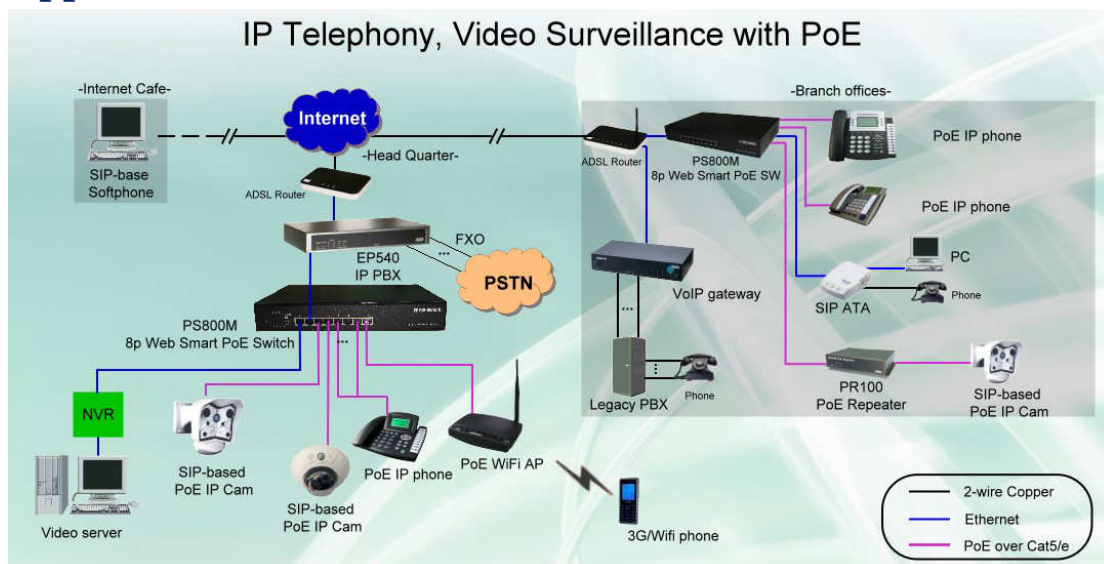 IP Telephony, Video Surveillance with PoE
-Internet Cafe-
SIP-base
Softphone
Internet
-Head Quarter-
ADSL Router
EP540
IP PBX
FXO
...
PSTN
PS800M
8p Web Smart PoE Switch
...
NVR
Video server
SIP-based
PoE IP Cam
SIP-based
PoE IP Cam
PoE IP phone
PoE WiFi AP
3G/Wifi phone
-Branch offices-
ADSL Router
PS800M
8p Web Smart PoE SW
PoE IP phone
PoE IP phone
VoIP gateway
...
PC
SIP ATA
Phone
Legacy PBX
Phone
PR100
PoE Repeater
SIP-based
PoE IP Cam
2-wire Copper
Ethernet
PoE over Cat5/e